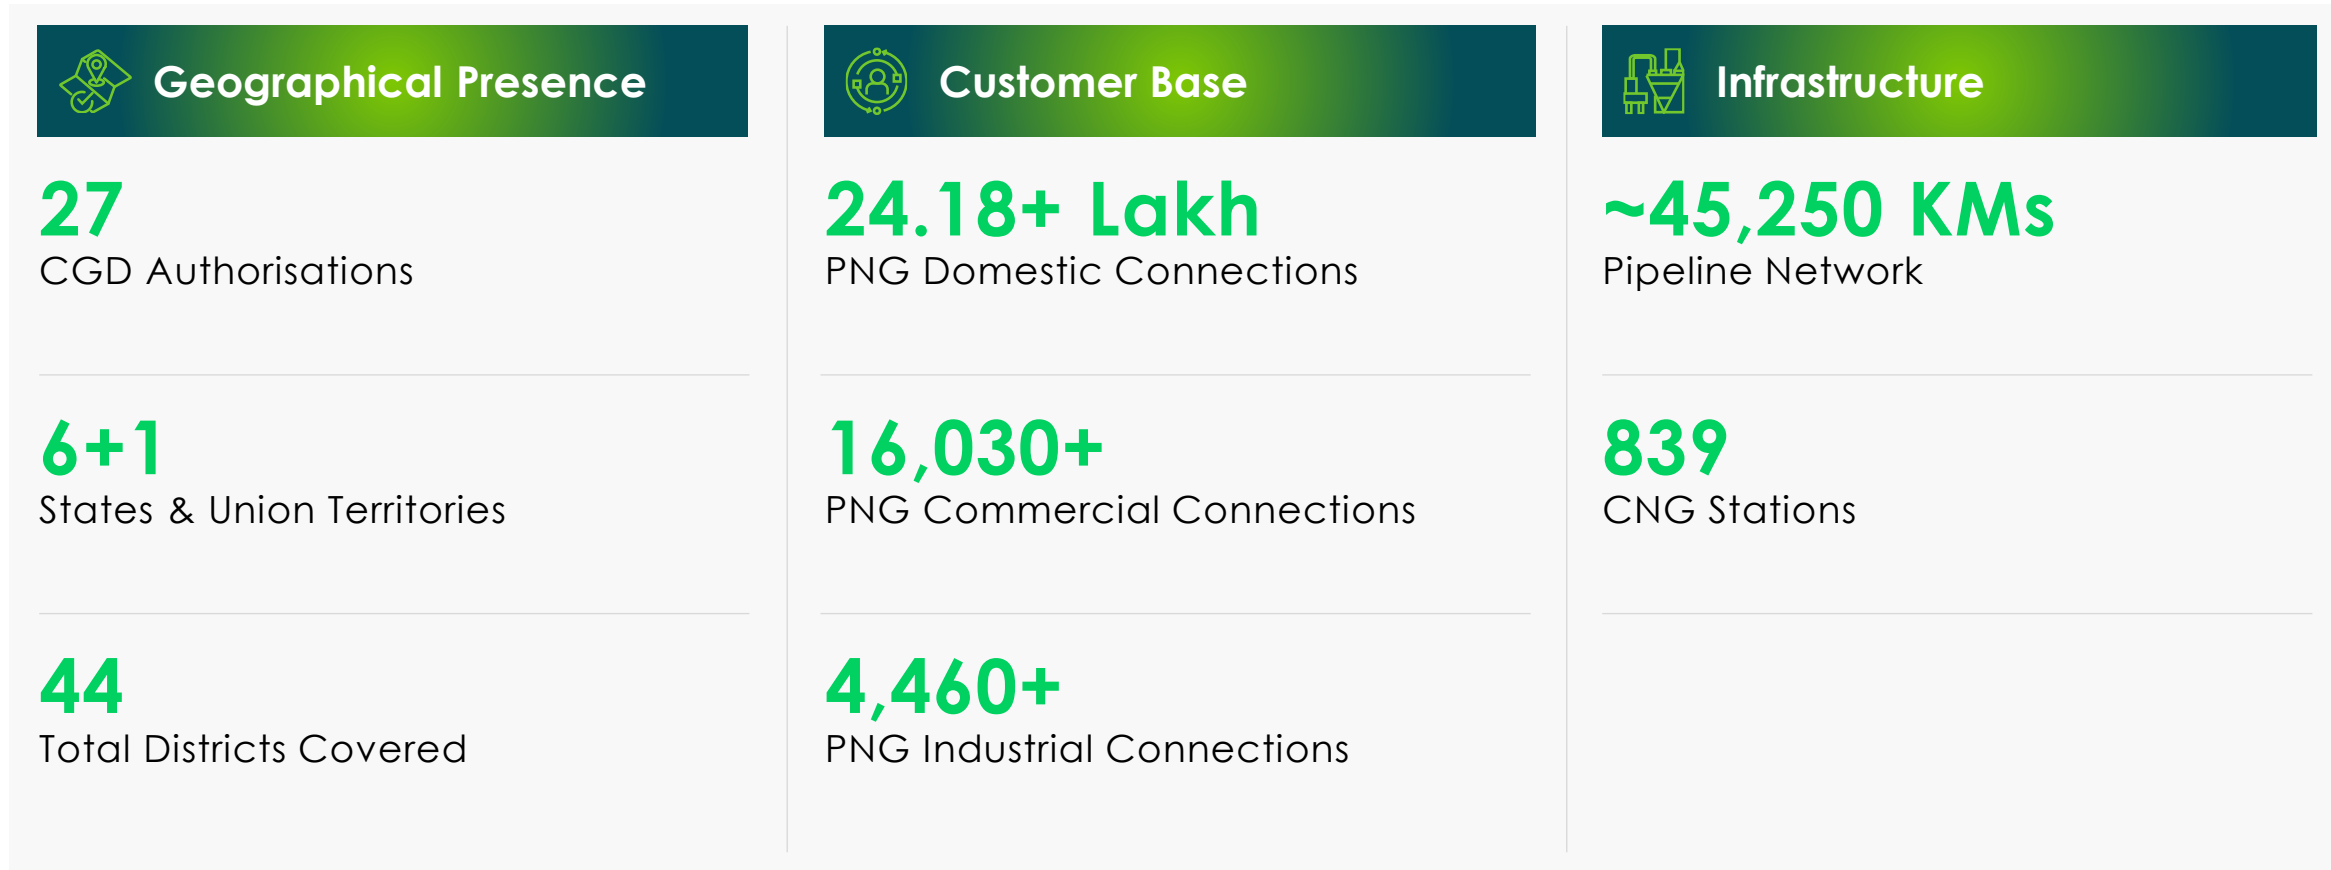 Geographical Presence
27
CGD Authorisations
6+1
States & Union Territories
44
Total Districts Covered
Customer Base
24.18+ Lakh
PNG Domestic Connections
16,030+
PNG Commercial Connections
4,460+
PNG Industrial Connections
Infrastructure
~45,250 KMs
Pipeline Network
839
CNG Stations